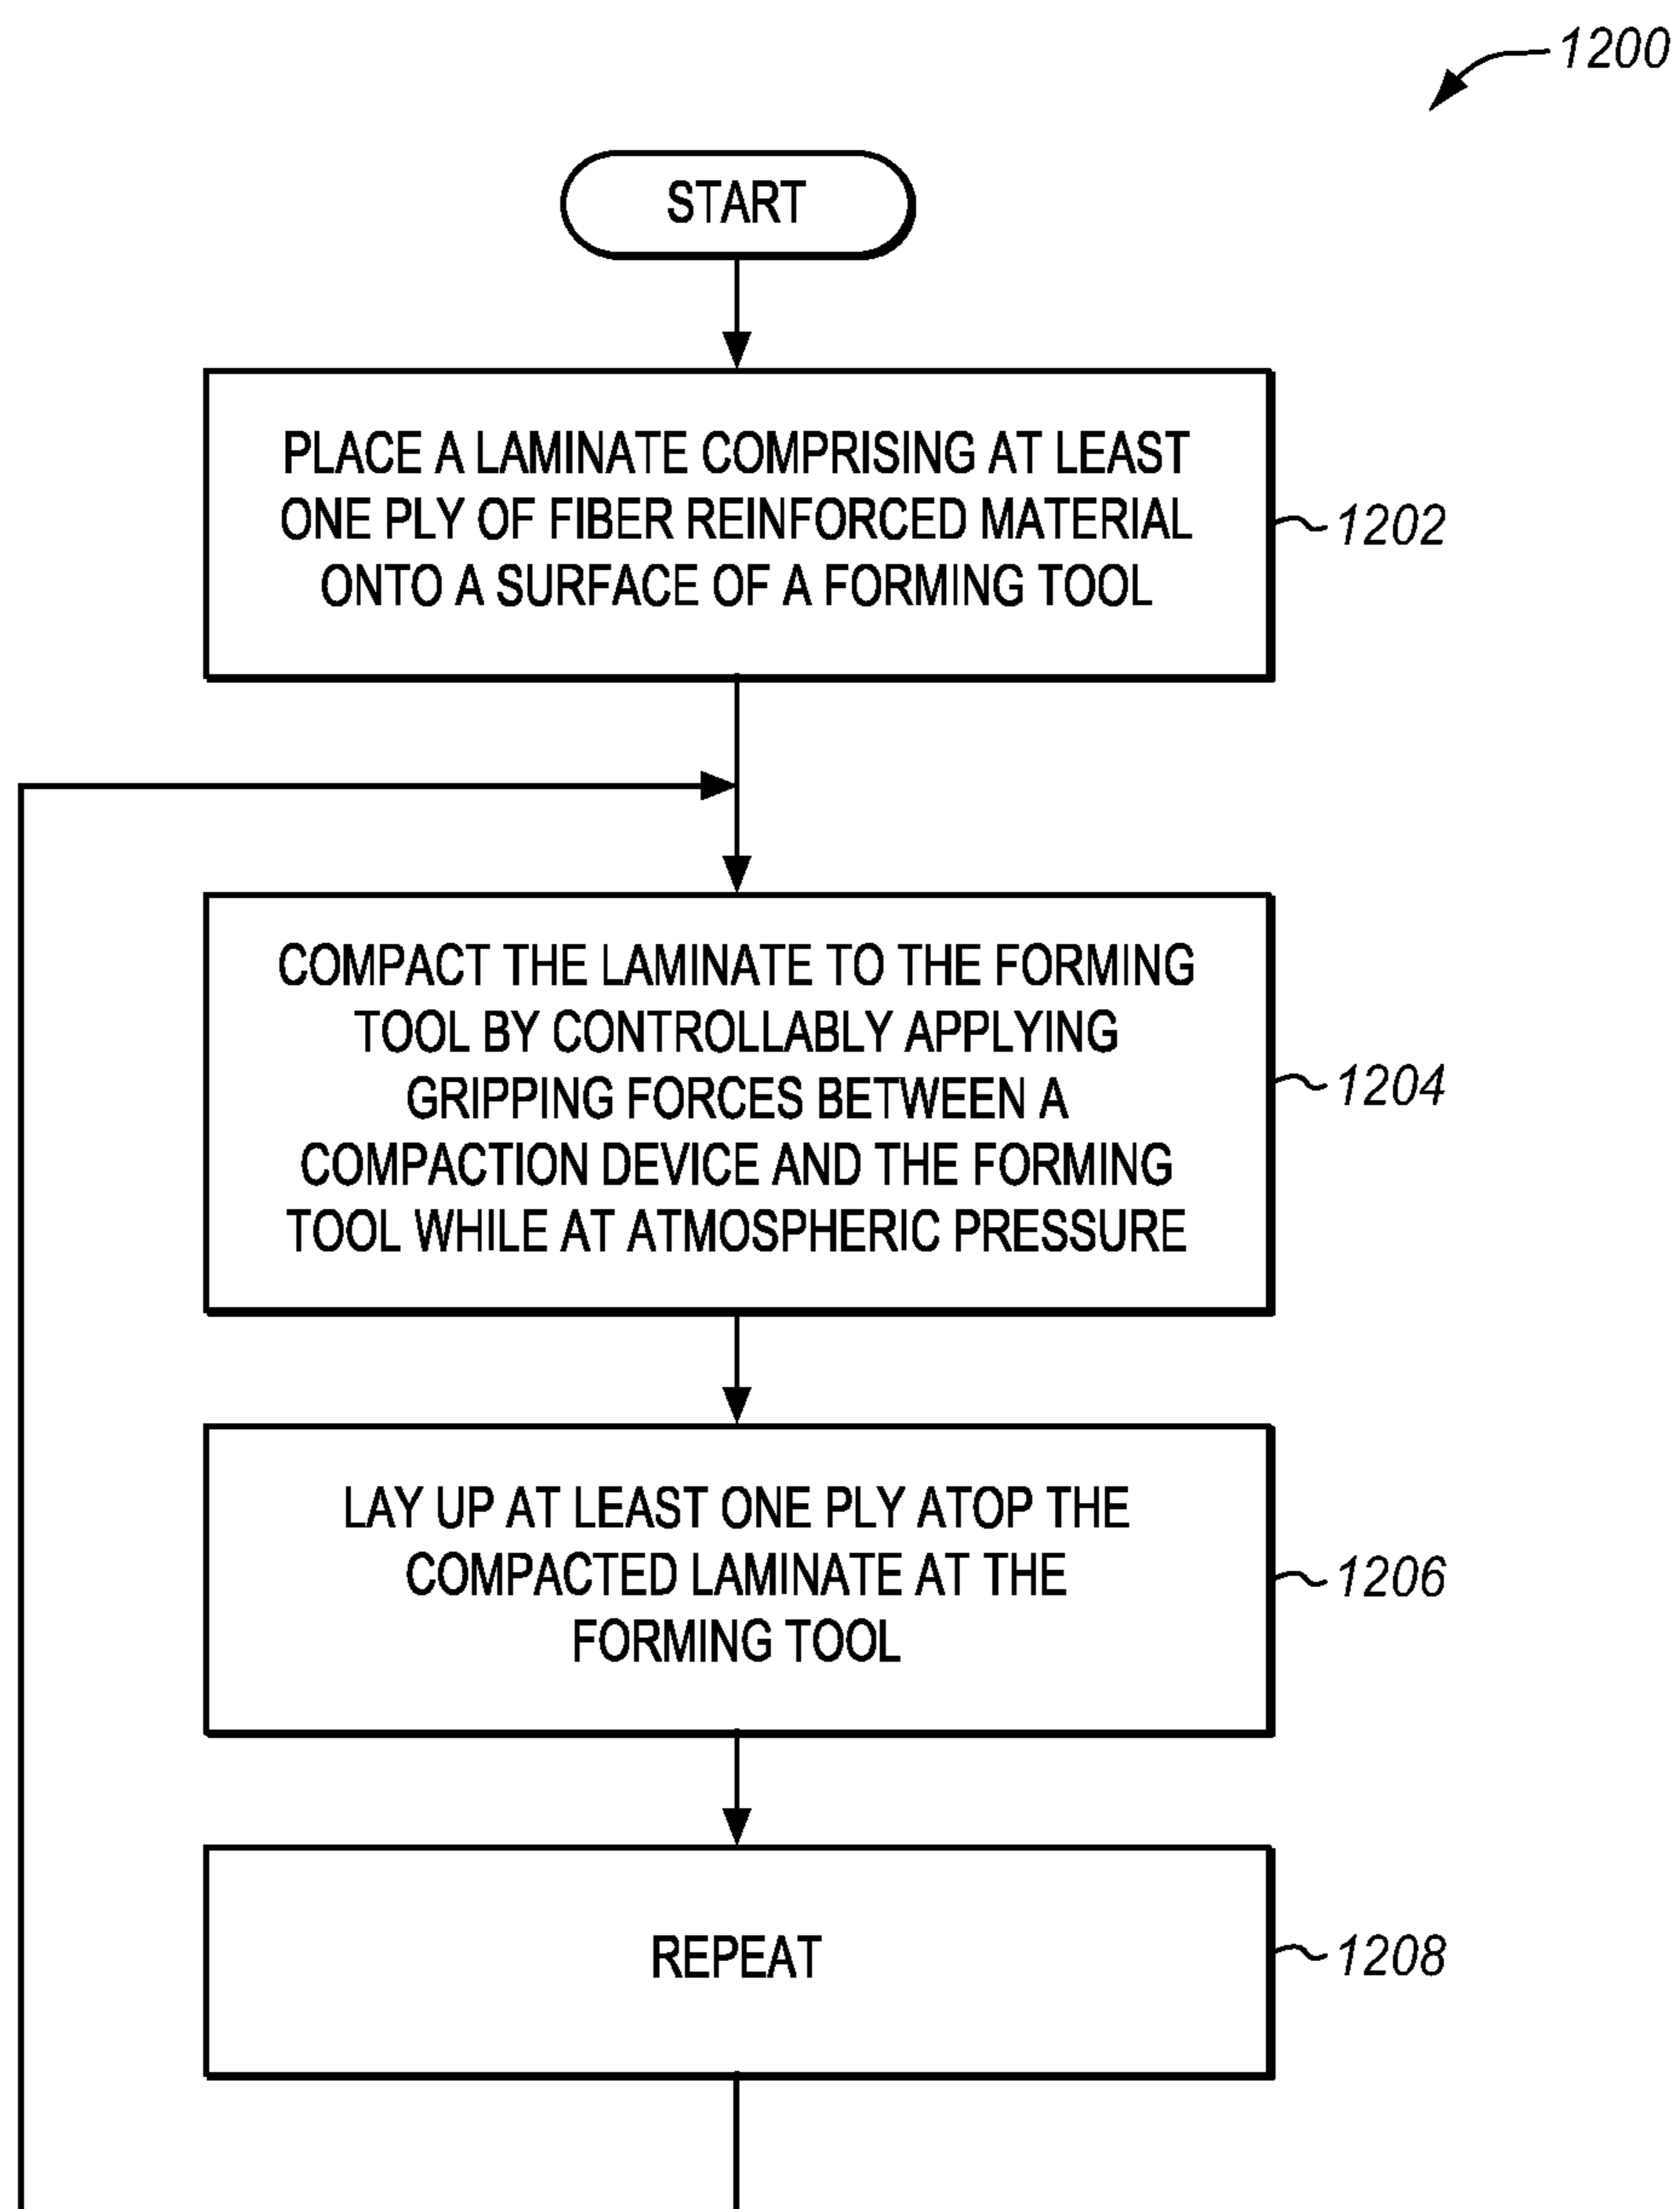 1200
START
PLACE A LAMINATE COMPRISING AT LEAST
ONE PLY OF FIBER REINFORCED MATERIAL
ONTO A SURFACE OF A FORMING TOOL
1202
COMPACT THE LAMINATE TO THE FORMING
TOOL BY CONTROLLABLY APPLYING
GRIPPING FORCES BETWEEN A
COMPACTION DEVICE AND THE FORMING
TOOL WHILE AT ATMOSPHERIC PRESSURE
1204
LAY UP AT LEAST ONE PLY ATOP THE
COMPACTED LAMINATE AT THE
FORMING TOOL
1206
REPEAT
1208